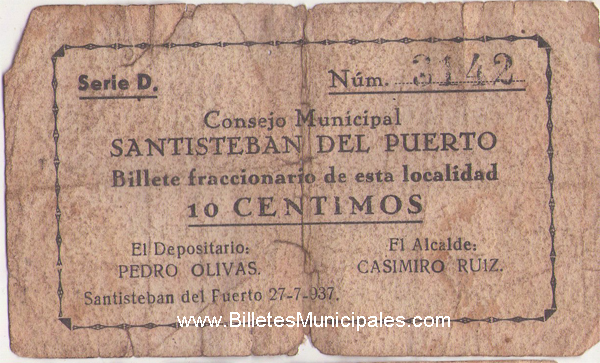 Serie D. Núm. 3142
Consejo Municipal
SANTISTEBAN DEL PUERTO
Billete fraccionario de esta localidad
10 CENTIMOS
El Depositario: El Alcalde:
PEDRO OLIVAS. CASIMIRO RUIZ.
Santisteban del Puerto 27-7-937.
www.BilletesMunicipales.com